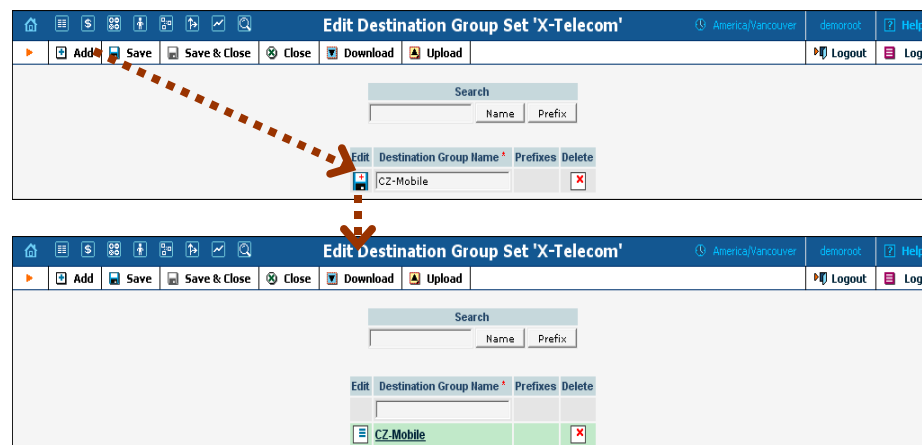 Edit Destination Group Set 'X-Telecom' America/Vancouver demoroot ? Help
Add Save Save & Close Close Download Upload Logout Log
Search
Name Prefix
Edit Destination Group Name * Prefixes Delete
CZ-Mobile
Edit Destination Group Set 'X-Telecom' America/Vancouver demoroot ? Help
Add Save Save & Close Close Download Upload Logout Log
Search
Name Prefix
Edit Destination Group Name * Prefixes Delete
CZ-Mobile